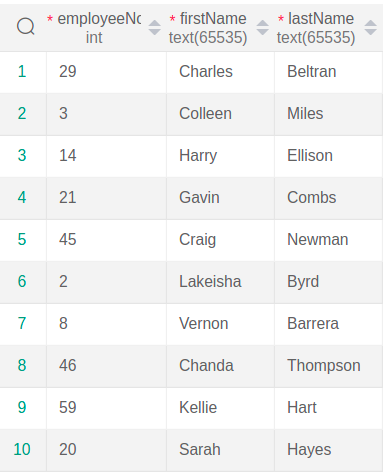 * employeeNo * firstName * lastName
int text(65535) text(65535)
1 29 Charles Beltran
2 3 Colleen Miles
3 14 Harry Ellison
4 21 Gavin Combs
5 45 Craig Newman
6 2 Lakeisha Byrd
7 8 Vernon Barrera
8 46 Chanda Thompson
9 59 Kellie Hart
10 20 Sarah Hayes